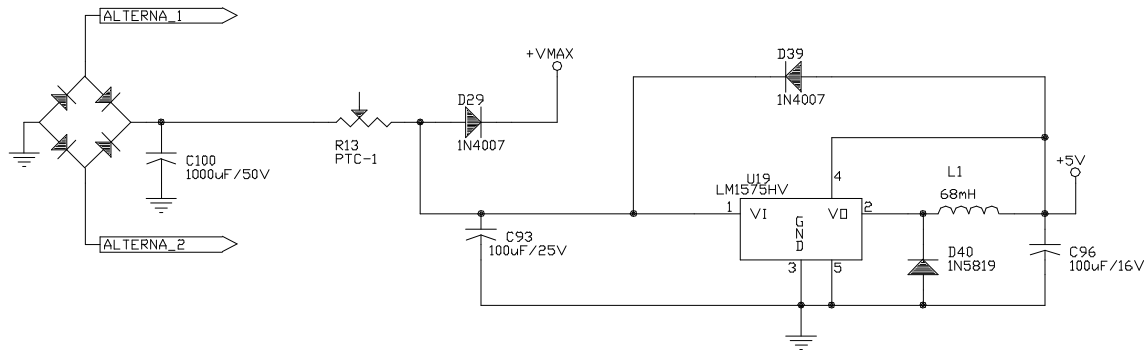 ALTERNA_1
+VMAX
D39
1N4007
D29
1N4007
R13
PTC-1
C100
1000uF/50V
ALTERNA_2
U19
LM1575HV
4
1
VI
VO
2
GND
3
5
L1
68mH
+5V
C93
100uF/25V
D40
1N5819
C96
100uF/16V